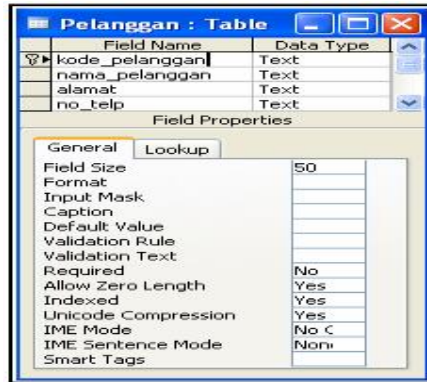 Pelanggan : Table
Field Name Data Type
kode_pelanggan Text
nama_pelanggan Text
alamat Text
no_telp Text
Field Properties
General Lookup
Field Size 50
Format
Input Mask
Caption
Default Value
Validation Rule
Validation Text
Required No
Allow Zero Length Yes
Indexed Yes
Unicode Compression Yes
IME Mode No C
IME Sentence Mode Non
Smart Tags